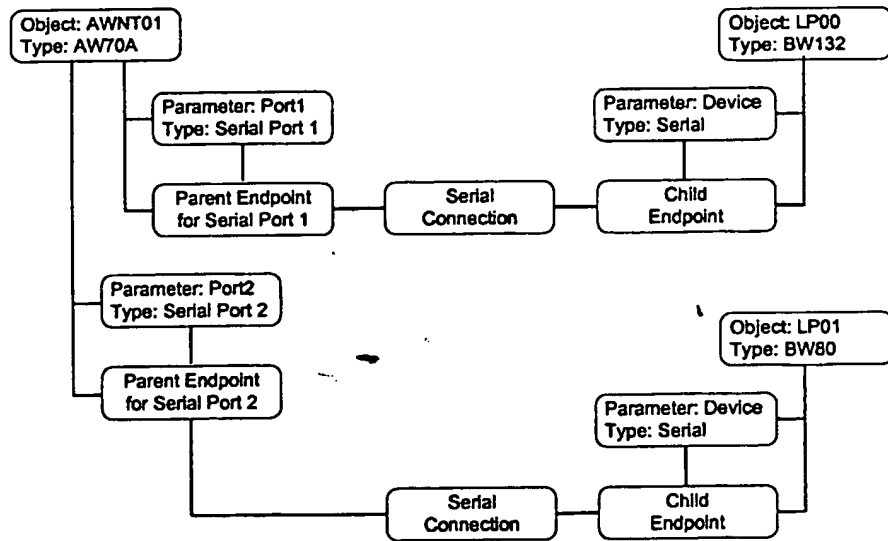 Object: AWNT01
Type: AW70A
Object: LP00
Type: BW132
Parameter: Port1
Type: Serial Port 1
Parameter: Device
Type: Serial
Parent Endpoint
for Serial Port 1
Serial
Connection
Child
Endpoint
Parameter: Port2
Type: Serial Port 2
Object: LP01
Type: BW80
Parent Endpoint
for Serial Port 2
Parameter: Device
Type: Serial
Serial
Connection
Child
Endpoint